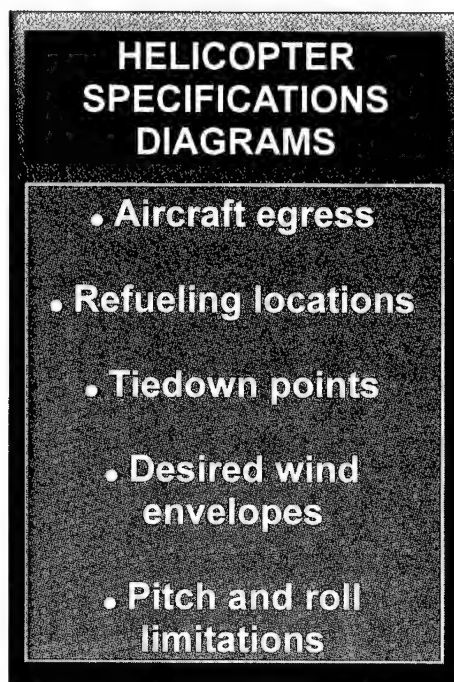 HELICOPTER
SPECIFICATIONS
DIAGRAMS
• Aircraft egress
• Refueling locations
• Tiedown points
• Desired wind
envelopes
• Pitch and roll
limitations